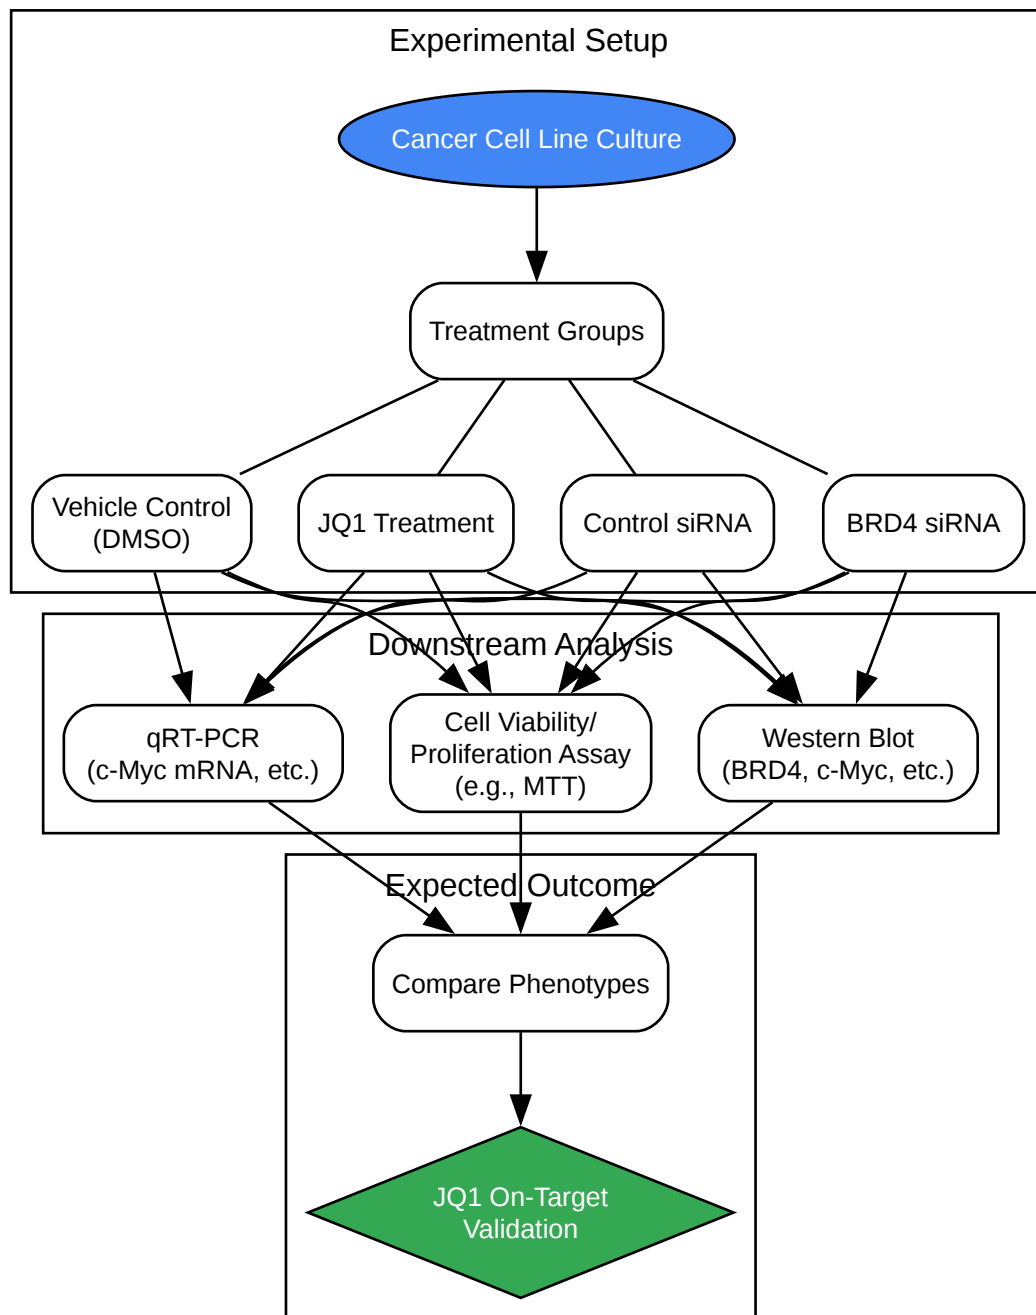 Experimental Setup
Cancer Cell Line Culture
Treatment Groups
Vehicle Control
(DMSO)
JQ1 Treatment
Control siRNA
BRD4 siRNA
Downstream Analysis
qRT-PCR
(c-Myc mRNA, etc.)
Cell Viability/
Proliferation Assay
(e.g., MTT)
Western Blot
(BRD4, c-Myc, etc.)
Expected Outcome
Compare Phenotypes
JQ1 On-Target
Validation